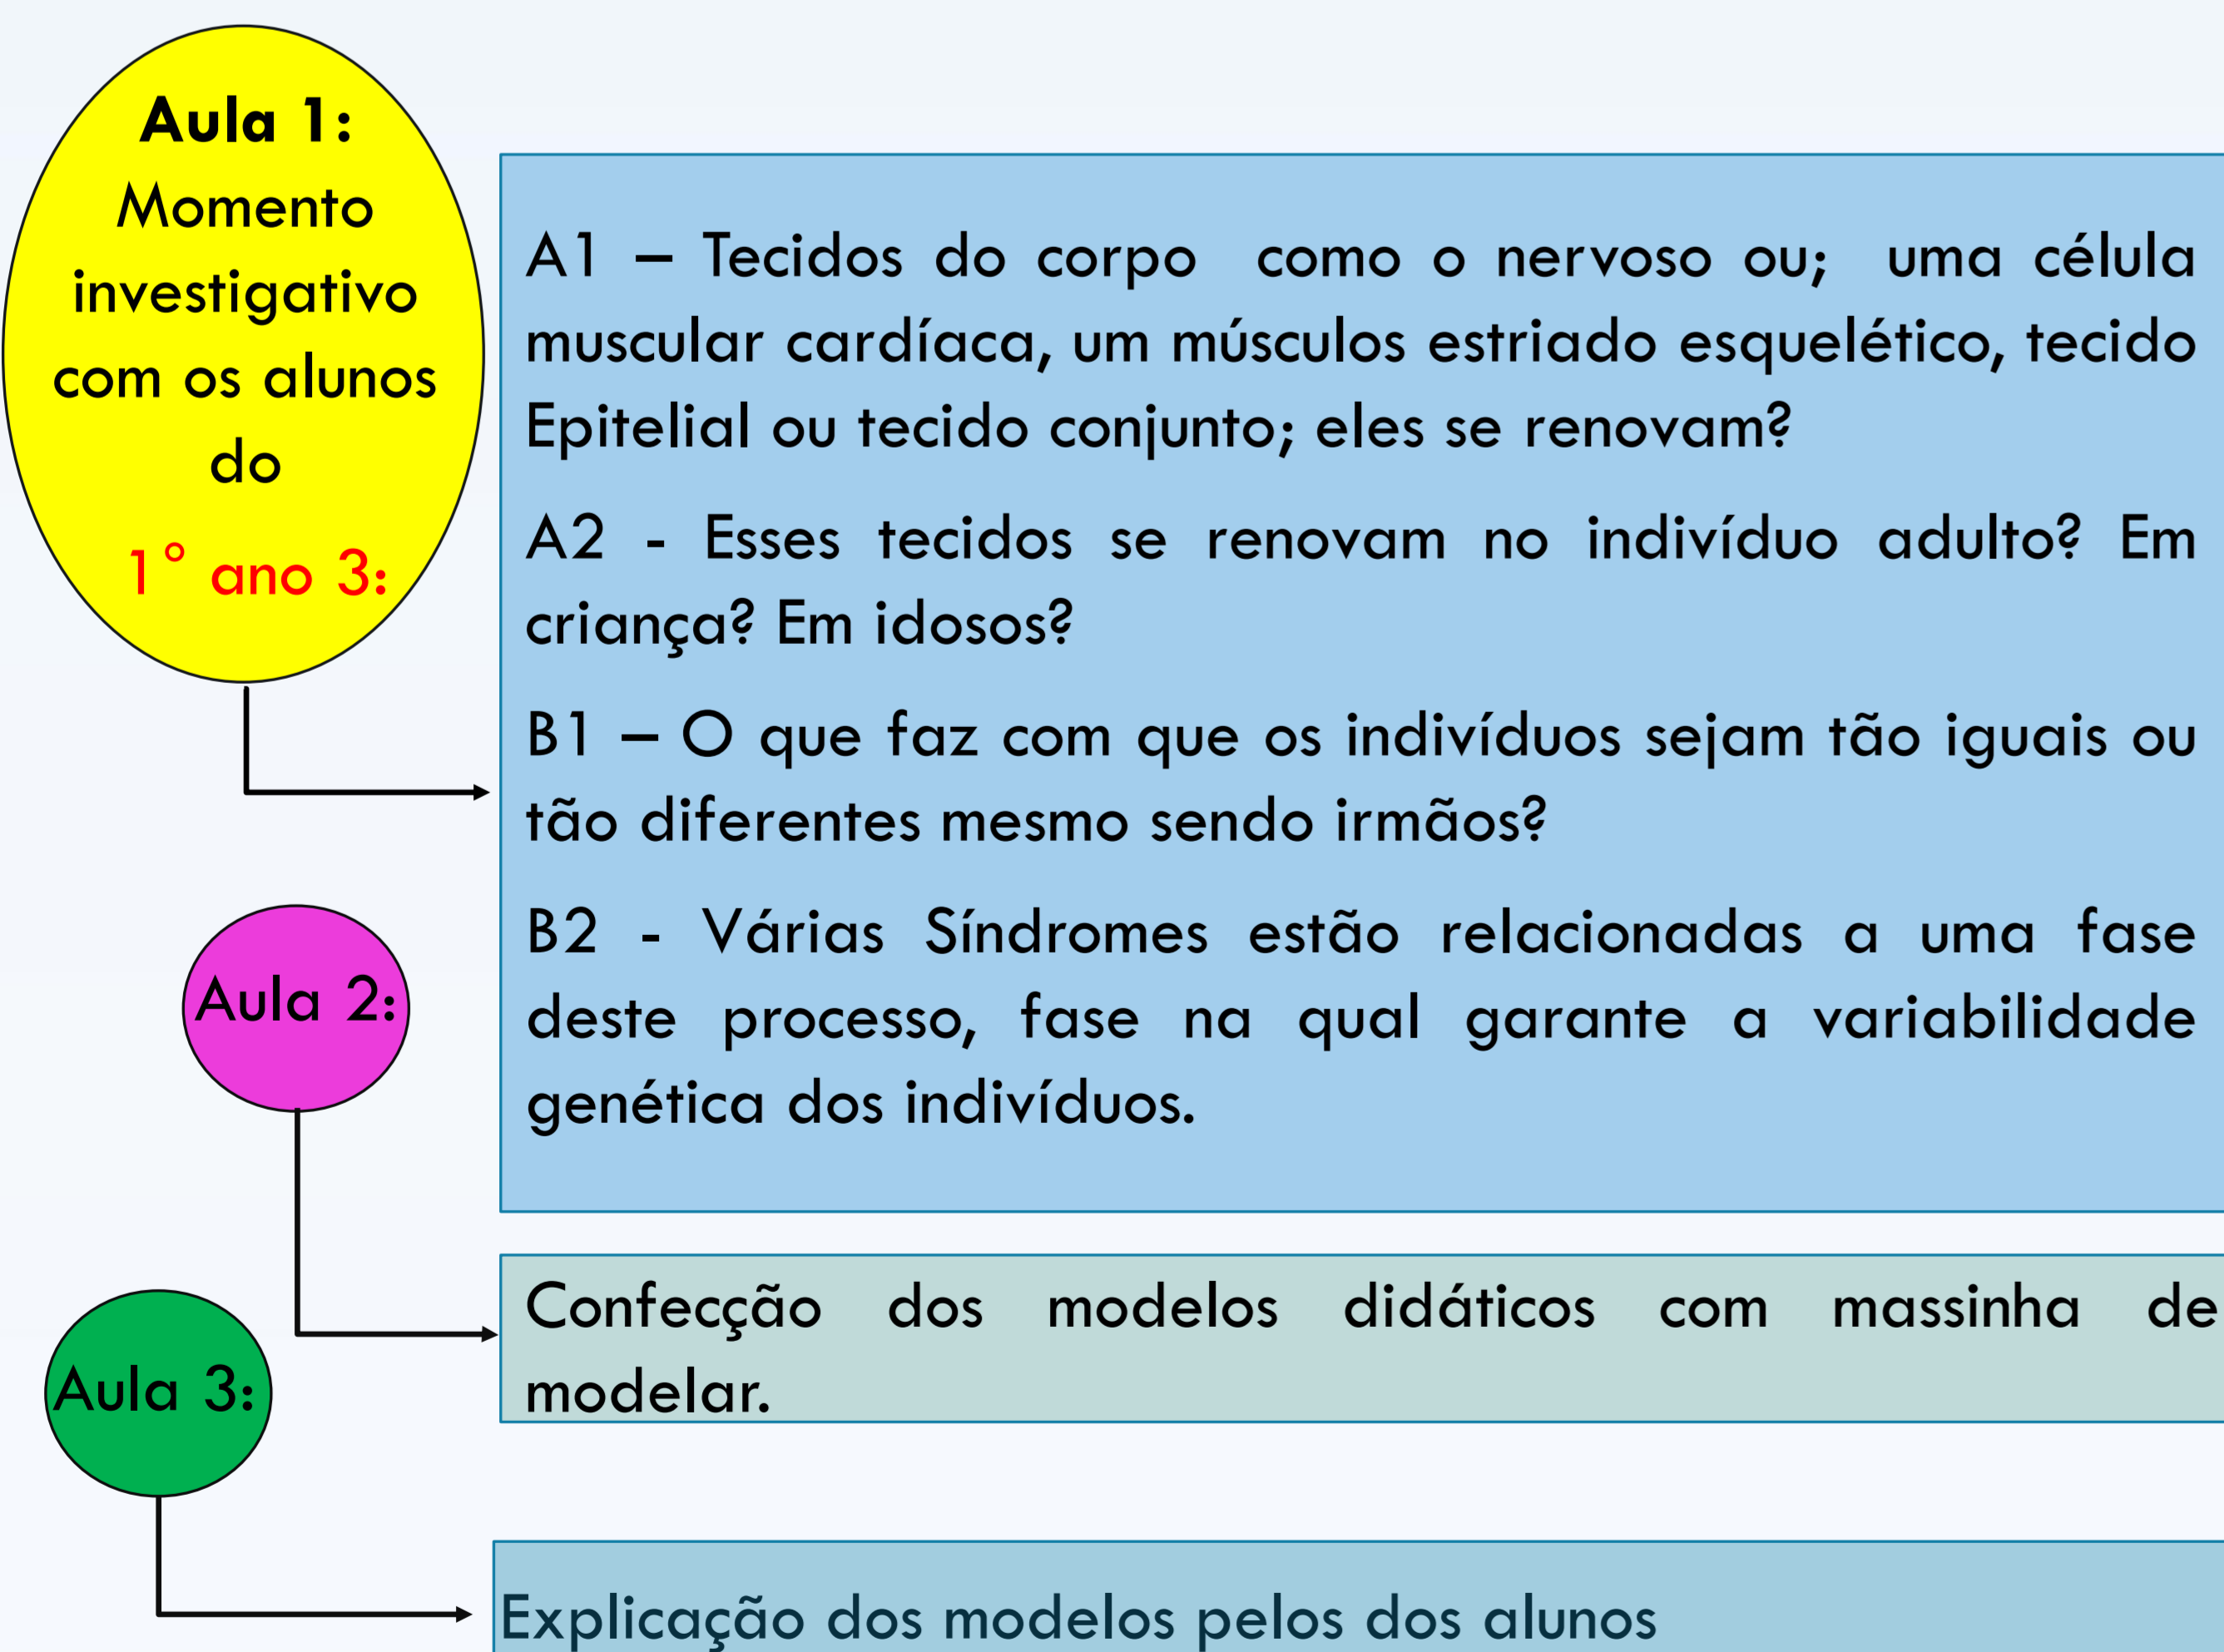 Aula 1:
Momento
investigativo
com os alunos
do
1° ano 3:
A1 – Tecidos do corpo como o nervoso ou; uma célula
muscular cardíaca, um músculos estriado esquelético, tecido
Epitelial ou tecido conjunto; eles se renovam?
A2 - Esses tecidos se renovam no indivíduo adulto? Em
criança? Em idosos?
B1 – O que faz com que os indivíduos sejam tão iguais ou
tão diferentes mesmo sendo irmãos?
B2 - Várias Síndromes estão relacionadas a uma fase
deste processo, fase na qual garante a variabilidade
genética dos indivíduos.
Aula 2:
Confecção dos modelos didáticos com massinha de
modelar.
Aula 3:
Explicação dos modelos pelos dos alunos